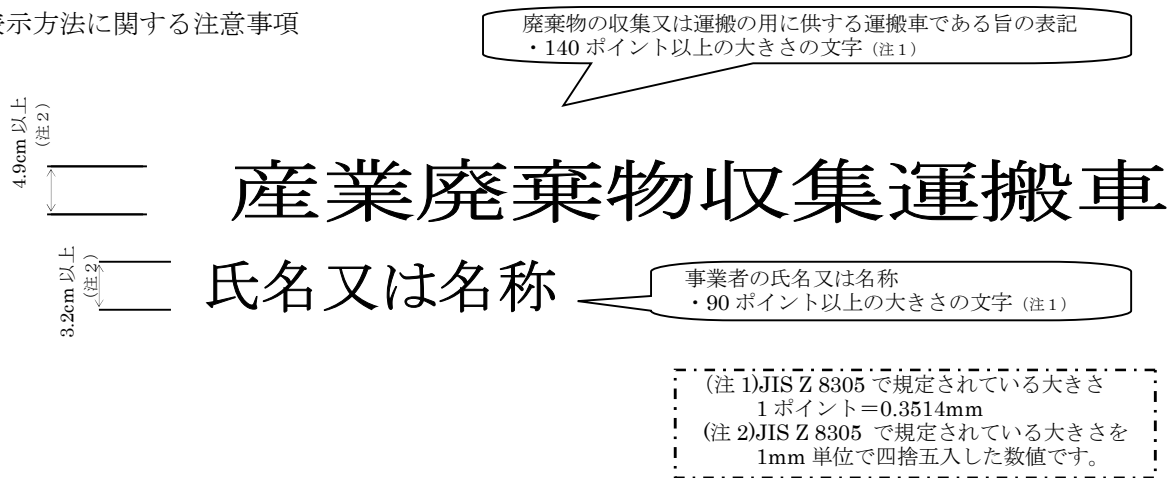 表示方法に関する注意事項
廃棄物の収集又は運搬の用に供する運搬車である旨の表記
・140 ポイント以上の大きさの文字（注１）
4.9cm 以上
（注２）
産業廃棄物収集運搬車
3.2cm 以上
（注２）
氏名又は名称
事業者の氏名又は名称
・90 ポイント以上の大きさの文字（注１）
(注 1)JIS Z 8305 で規定されている大きさ
1 ポイント＝0.3514mm
(注 2)JIS Z 8305 で規定されている大きさを
1mm 単位で四捨五入した数値です。